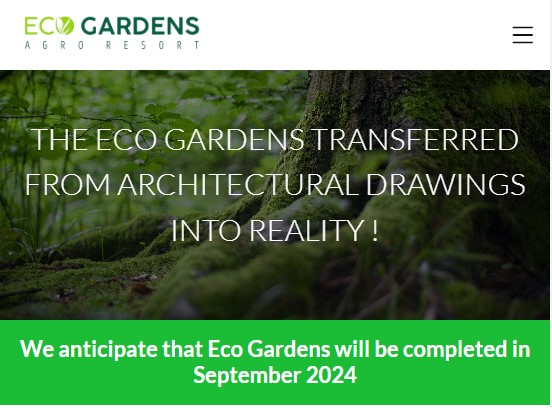 ECO GARDENS
AGRO RESORT
THE ECO GARDENS TRANSFERRED
FROM ARCHITECTURAL DRAWINGS
INTO REALITY !
We anticipate that Eco Gardens will be completed in
September 2024